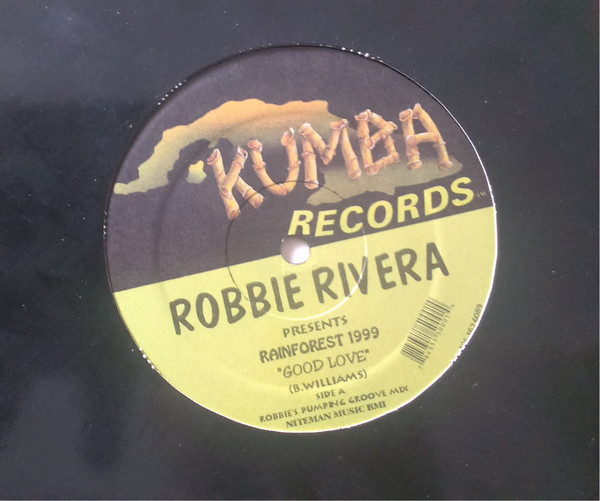 KUMBA
RECORDS
ROBBIE RIVERA
PRESENTS
RAINFOREST 1999
"GOOD LOVE"
(B.WILLIAMS)
SIDE A
ROBBIE'S PUMPING GROOVE MIX
NITEMAN MUSIC BMI